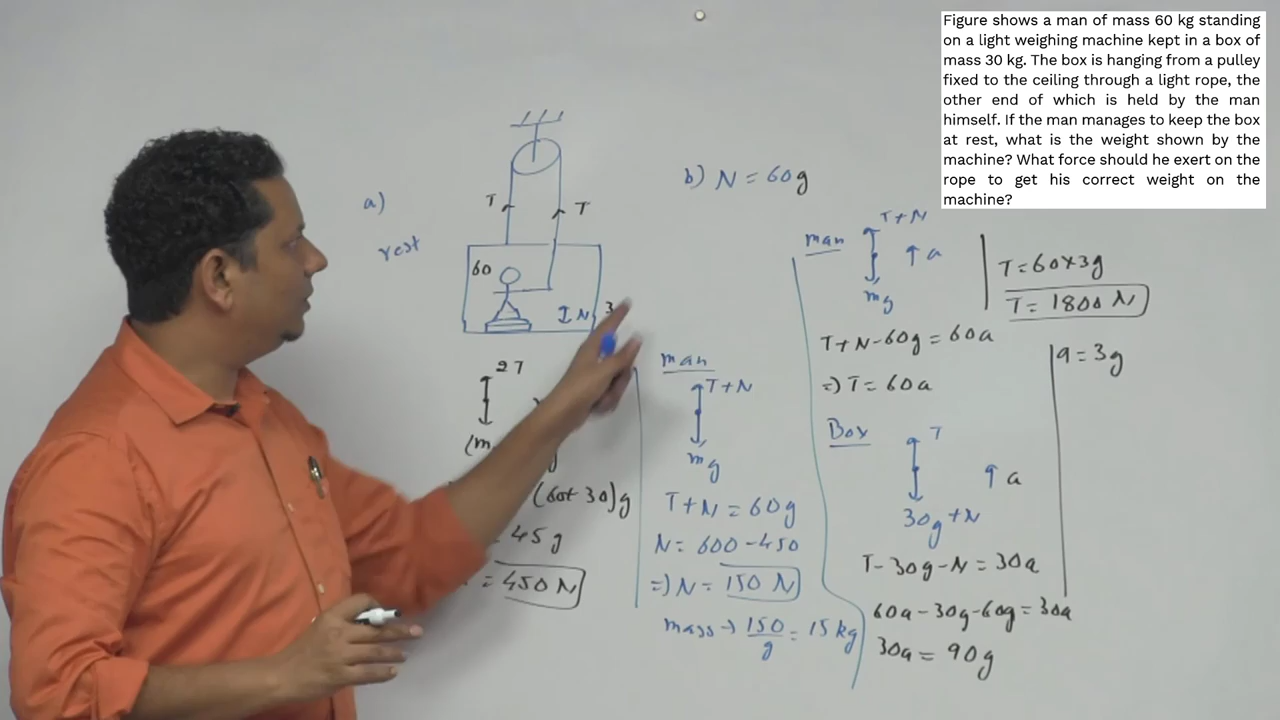 Figure shows a man of mass 60 kg standing
on a light weighing machine kept in a box of
mass 30 kg. The box is hanging from a pulley
fixed to the ceiling through a light rope, the
other end of which is held by the man
himself. If the man manages to keep the box
at rest, what is the weight shown by the
machine? What force should he exert on the
rope to get his correct weight on the
machine?
a)
rest
T
T
60
N
3
2T
(m
g
(60+30)g
= 45g
= 450 N
man
T+N
mg
T+N = 60g
N = 600-450
=) N = 150 N
mass → 150/g = 15 kg
b) N = 60g
man
T+N
↑ a
mg
T+N-60g = 60a
=) T = 60a
Box
T
↑ a
30g+N
T-30g-N = 30a
60a-30g-60g = 30a
30a = 90g
T = 60×3g
T = 1800 N
a = 3g